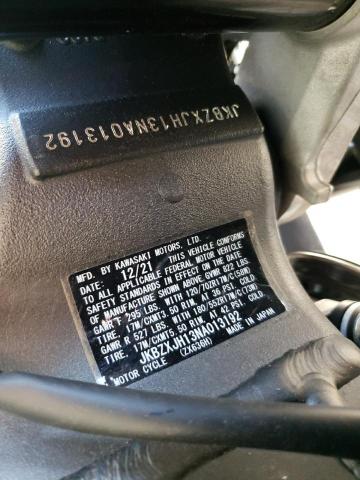 JKBZXJH13NA013192
MFD. BY KAWASAKI MOTORS, LTD.
DATE: 12/21 THIS VEHICLE CONFORMS
TO ALL APPLICABLE FEDERAL MOTOR VEHICLE
SAFETY STANDARDS IN EFFECT ON THE DATE
OF MANUFACTURE SHOWN ABOVE GVWR 822 LBS
GAWR F 295 LBS WITH 120/70ZR17M/C(58W)
TIRE, 17M/CXMT3.50 RIM, AT 36 PSI. COLD.
GAWR R 527 LBS WITH 180/55ZR17M/C(73W)
TIRE, 17M/CXMT5.50 RIM, AT 42 PSI. COLD.
JKBZXJH13NA013192
MOTOR CYCLE (ZX636H) MADE IN JAPAN